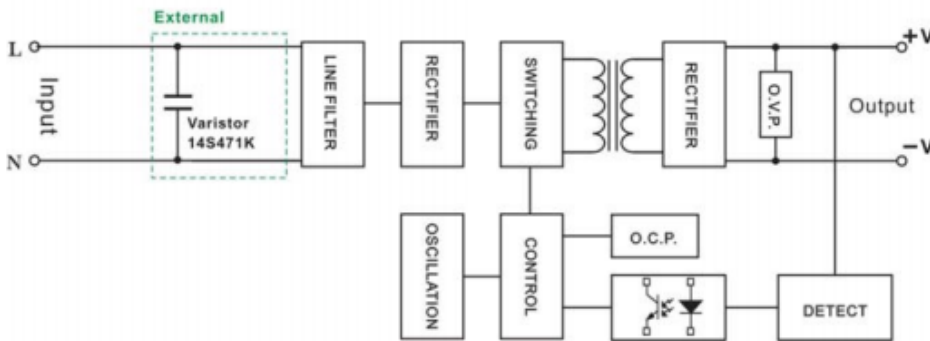 External
L
Input
N
Varistor
14S471K
LINE FILTER
RECTIFIER
SWITCHING
RECTIFIER
O.V.P.
+V
Output
−V
OSCILLATION
CONTROL
O.C.P.
DETECT